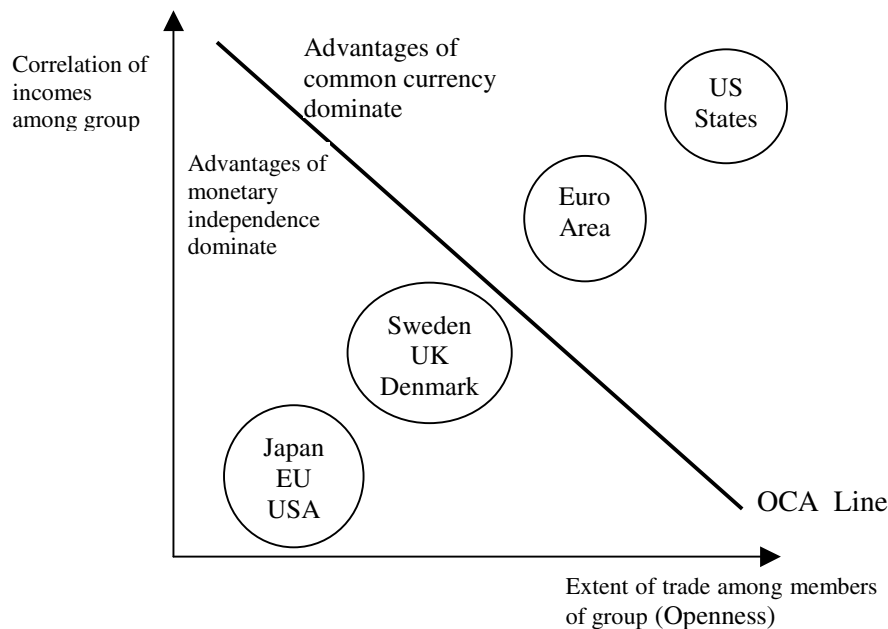 Correlation of
incomes
among group
Advantages of
common currency
dominate
US
States
Advantages of
monetary
independence
dominate
Euro
Area
Sweden
UK
Denmark
Japan
EU
USA
OCA Line
Extent of trade among members
of group (Openness)